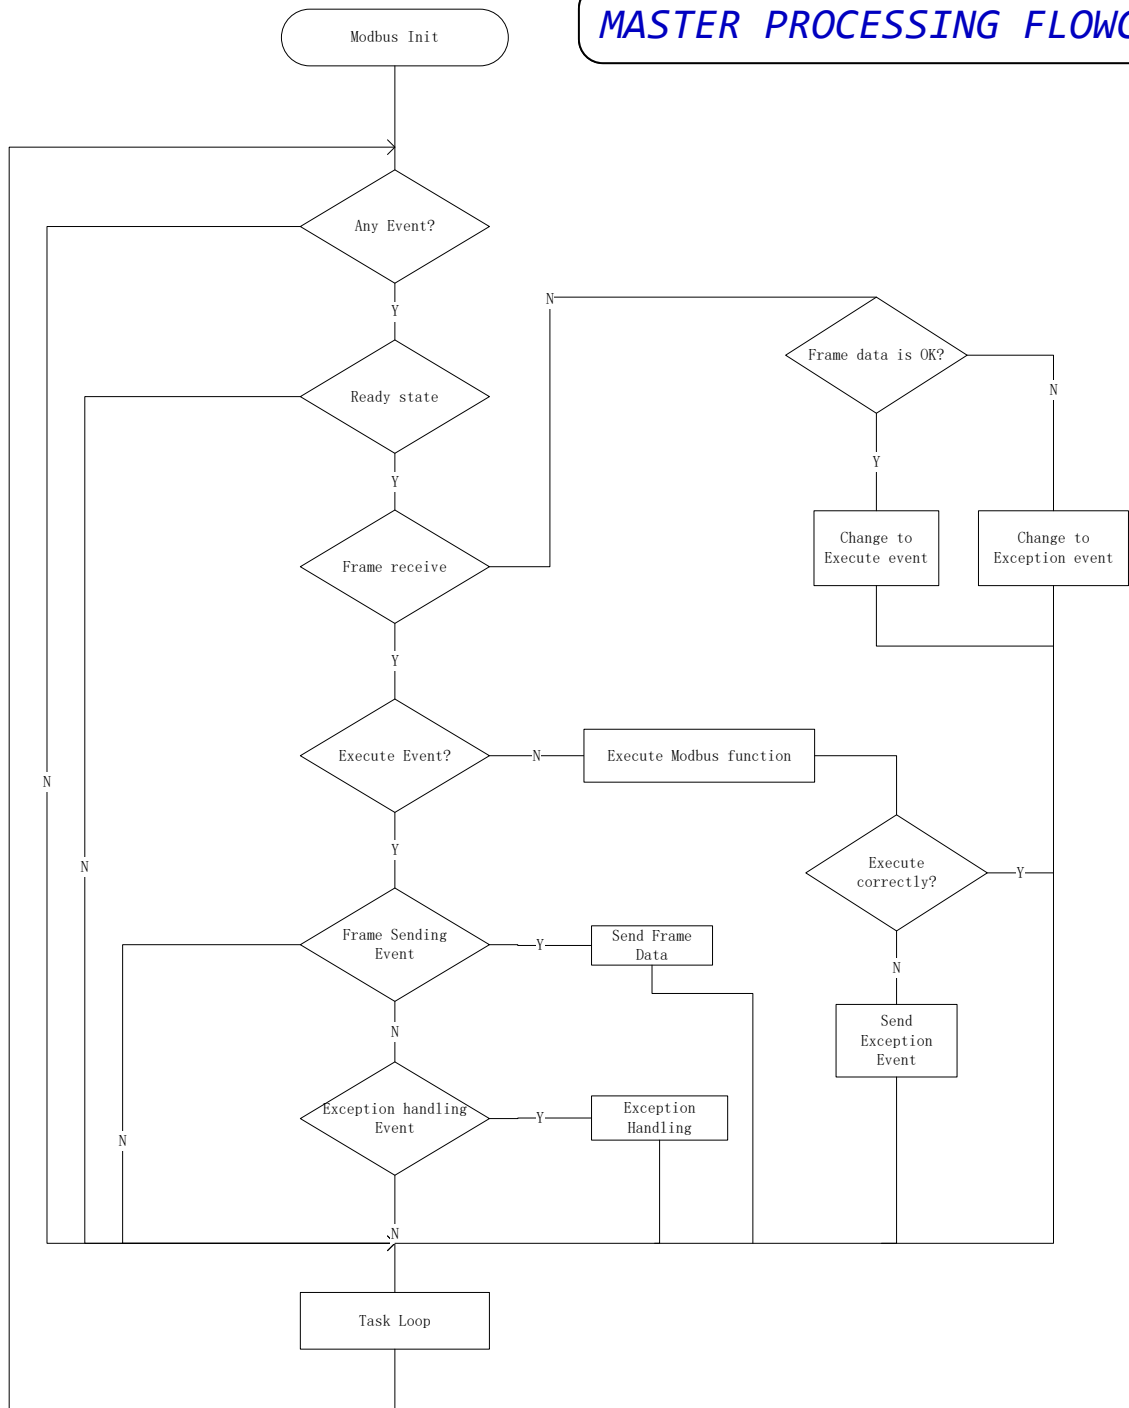 MASTER PROCESSING FLOWC
Modbus Init
Any Event?
Y
N
Ready state
Y
N
Frame receive
N
Y
Frame data is OK?
N
Y
Change to
Execute event
Change to
Exception event
Execute Event?
N
Execute Modbus function
Y
Execute
correctly?
Y
N
Send
Exception
Event
Frame Sending
Event
Y
Send Frame
Data
N
N
Exception handling
Event
Y
Exception
Handling
N
Task Loop